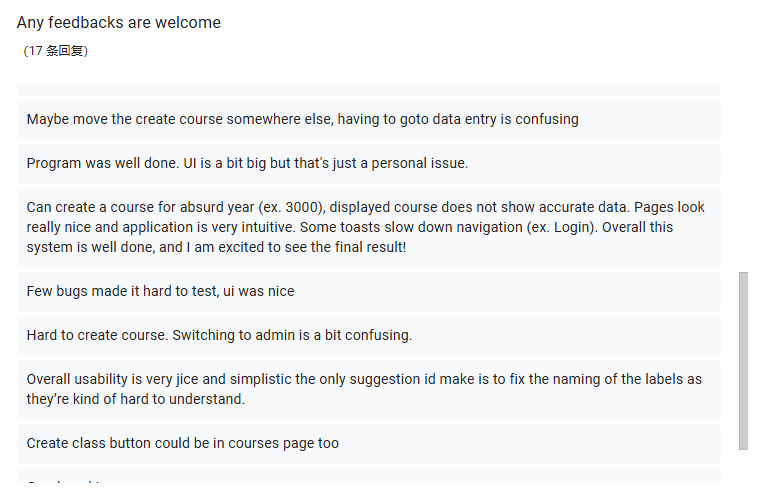 Any feedbacks are welcome
(17 条回复)
Maybe move the create course somewhere else, having to goto data entry is confusing
Program was well done. UI is a bit big but that's just a personal issue.
Can create a course for absurd year (ex. 3000), displayed course does not show accurate data. Pages look
really nice and application is very intuitive. Some toasts slow down navigation (ex. Login). Overall this
system is well done, and I am excited to see the final result!
Few bugs made it hard to test, ui was nice
Hard to create course. Switching to admin is a bit confusing.
Overall usability is very jice and simplistic the only suggestion id make is to fix the naming of the labels as
they’re kind of hard to understand.
Create class button could be in courses page too